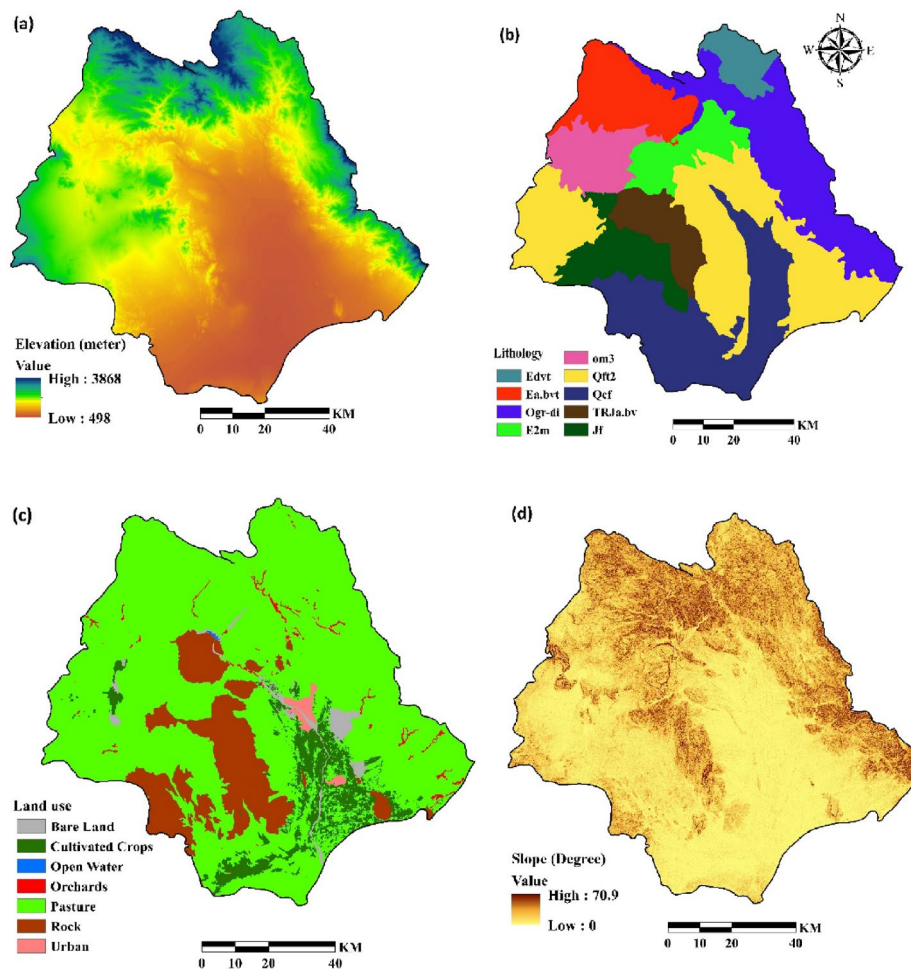 (a)
Elevation (meter)
Value
High : 3868
Low : 498
KM
0 10 20 40
(b)
N
W E
S
Lithology
Edvt
Ea.bvt
Ogr-di
E2m
om3
Qft2
Qcf
TRJa.bv
Jf
KM
0 10 20 40
(c)
Land use
Bare Land
Cultivated Crops
Open Water
Orchards
Pasture
Rock
Urban
KM
0 10 20 40
(d)
Slope (Degree)
Value
High : 70.9
Low : 0
KM
0 10 20 40